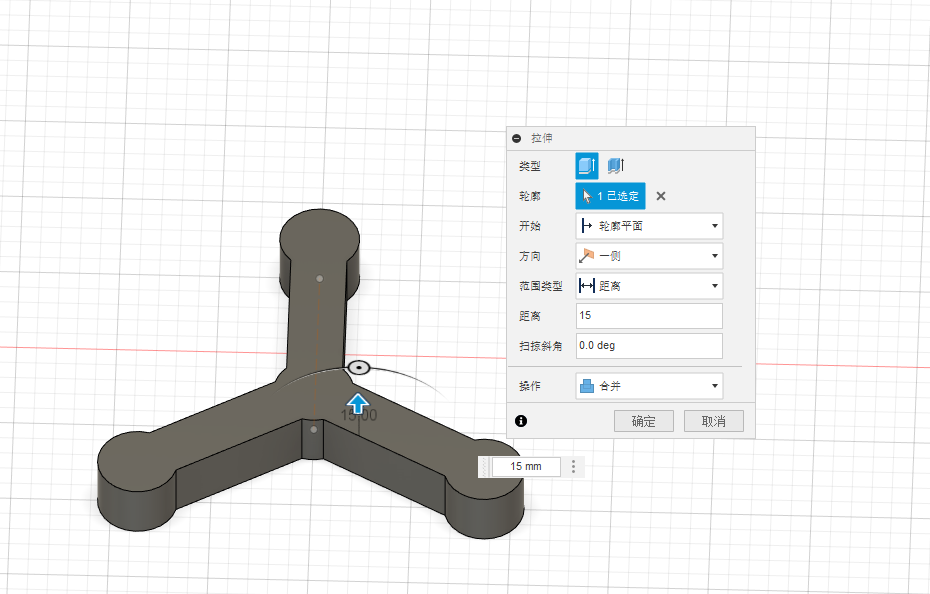 拉伸
类型
轮廓 1 已选定
开始 轮廓平面
方向 一侧
范围类型 距离
距离 15
扫掠斜角 0.0 deg
操作 合并
确定 取消
15.00
15 mm